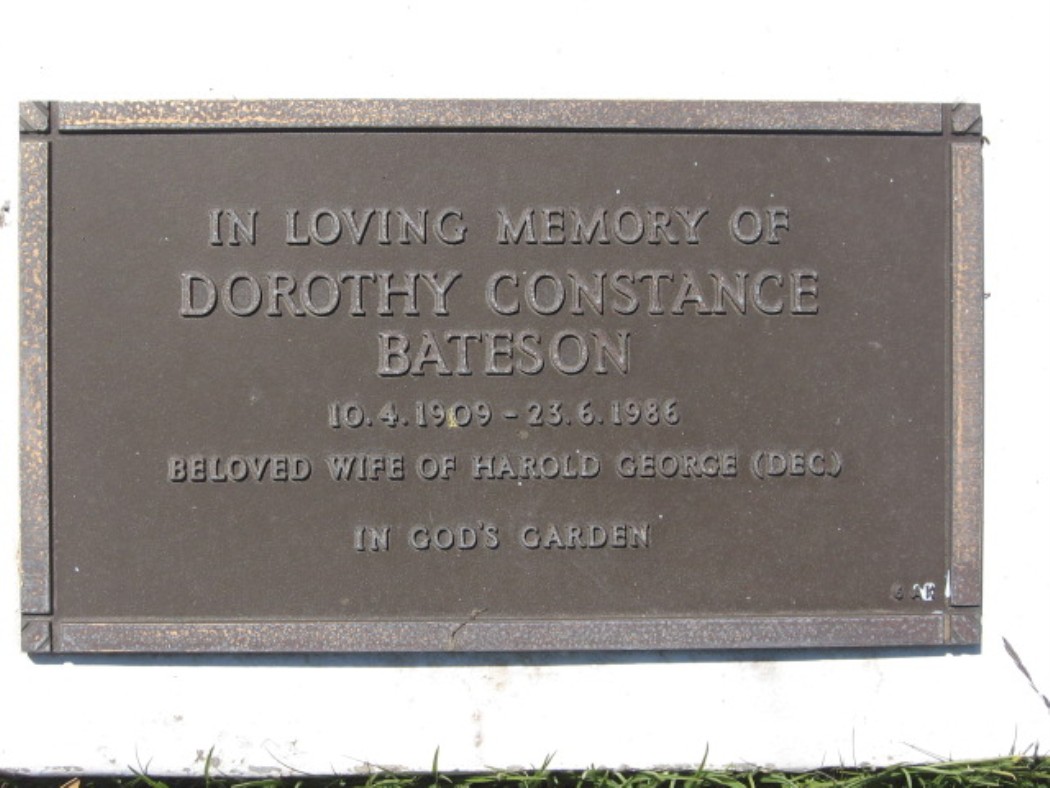 IN LOVING MEMORY OF
DOROTHY CONSTANCE
BATESON
10.4.1909 - 23.6.1986
BELOVED WIFE OF HAROLD GEORGE (DEC.)
IN GOD'S GARDEN